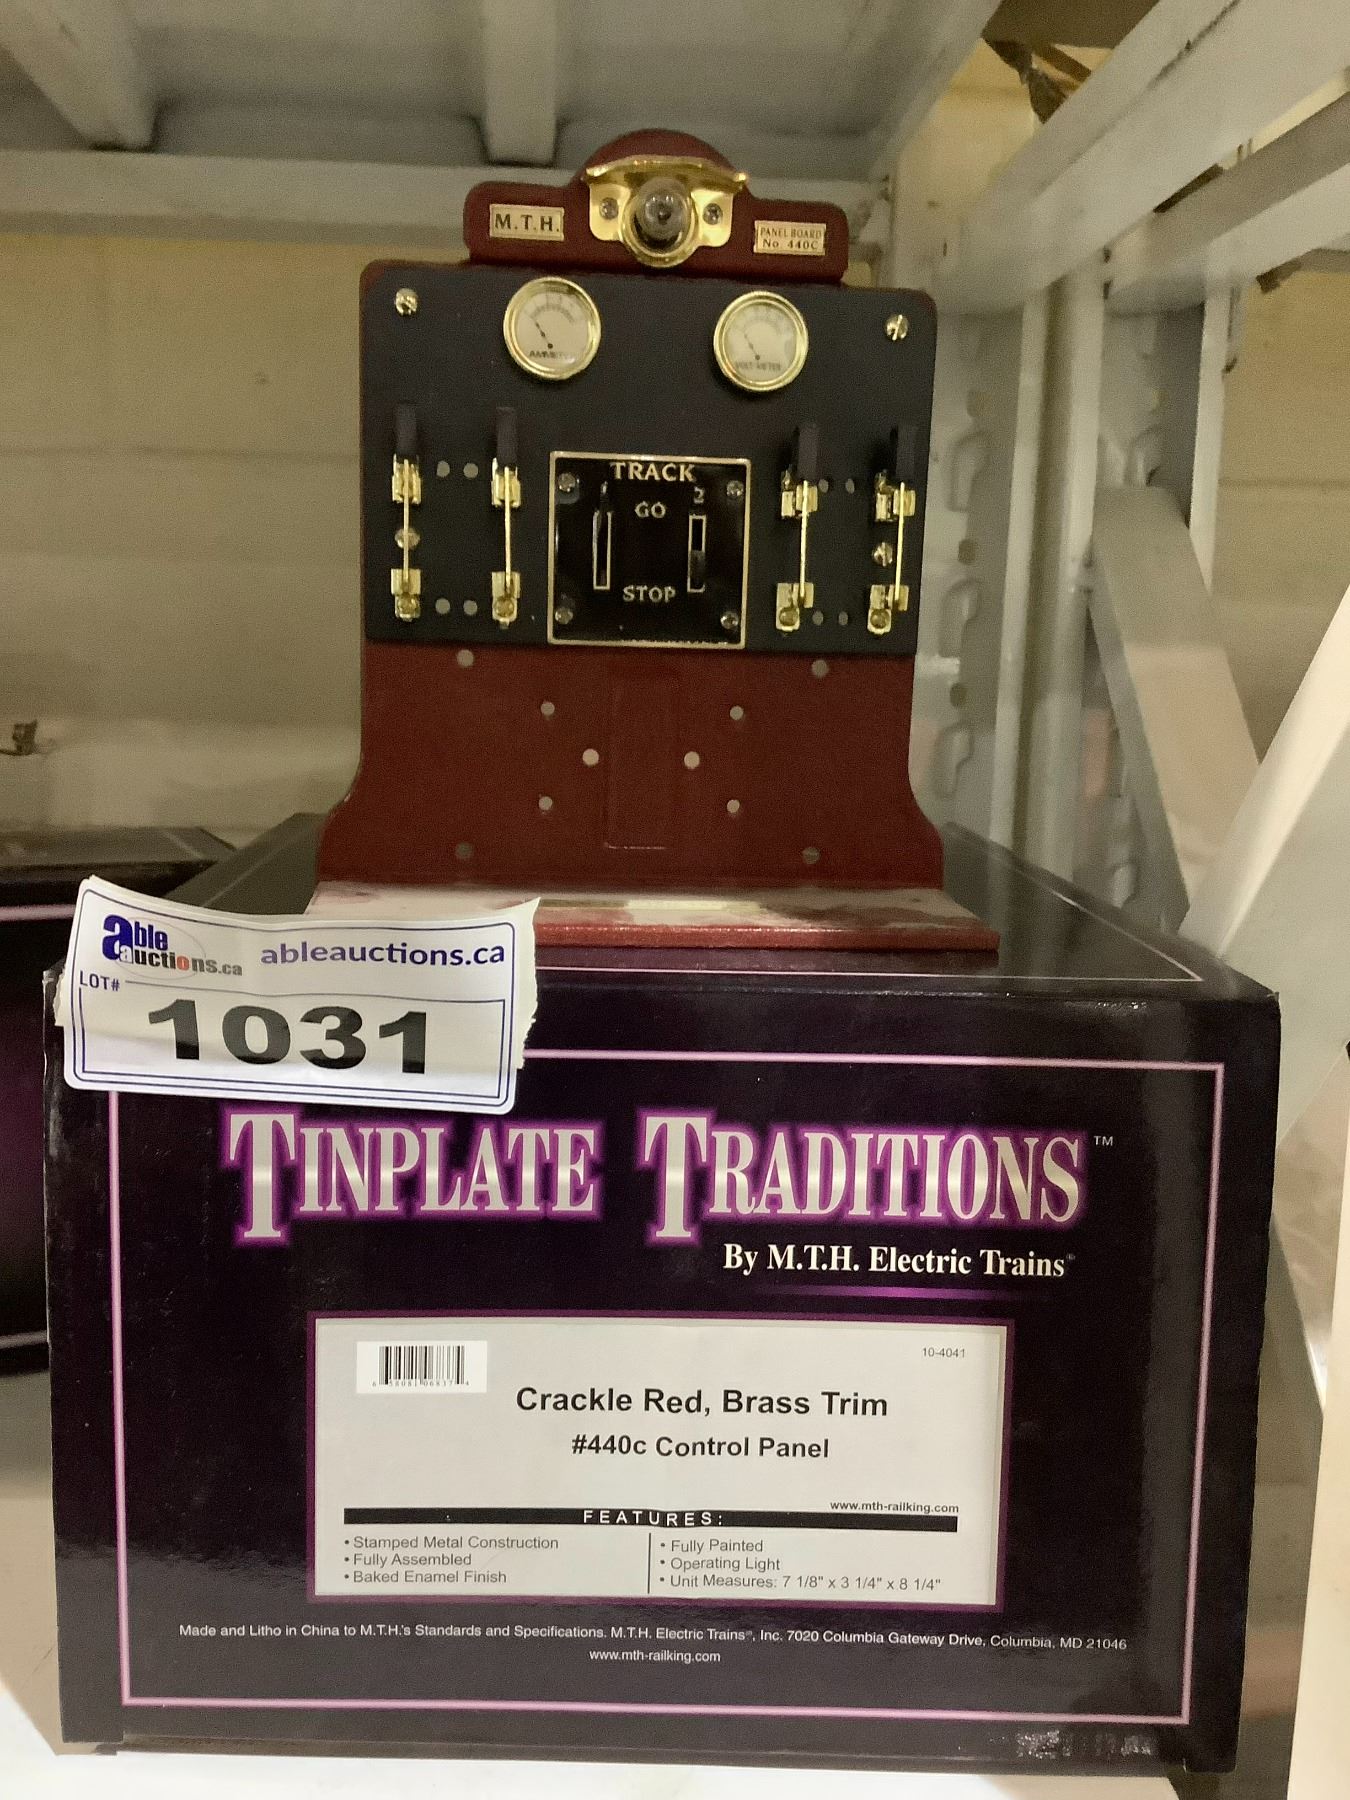 M.T.H.
PANEL BOARD
No. 440C
AMMETER
VOLT METER
TRACK
1 2
GO
STOP
able auctions.ca
ableauctions.ca
LOT#
1031
TINPLATE TRADITIONS™
By M.T.H. Electric Trains®
10-4041
Crackle Red, Brass Trim
#440c Control Panel
www.mth-railking.com
FEATURES:
• Stamped Metal Construction
• Fully Assembled
• Baked Enamel Finish
• Fully Painted
• Operating Light
• Unit Measures: 7 1/8" x 3 1/4" x 8 1/4"
Made and Litho in China to M.T.H.'s Standards and Specifications. M.T.H. Electric Trains®, Inc. 7020 Columbia Gateway Drive, Columbia, MD 21046
www.mth-railking.com